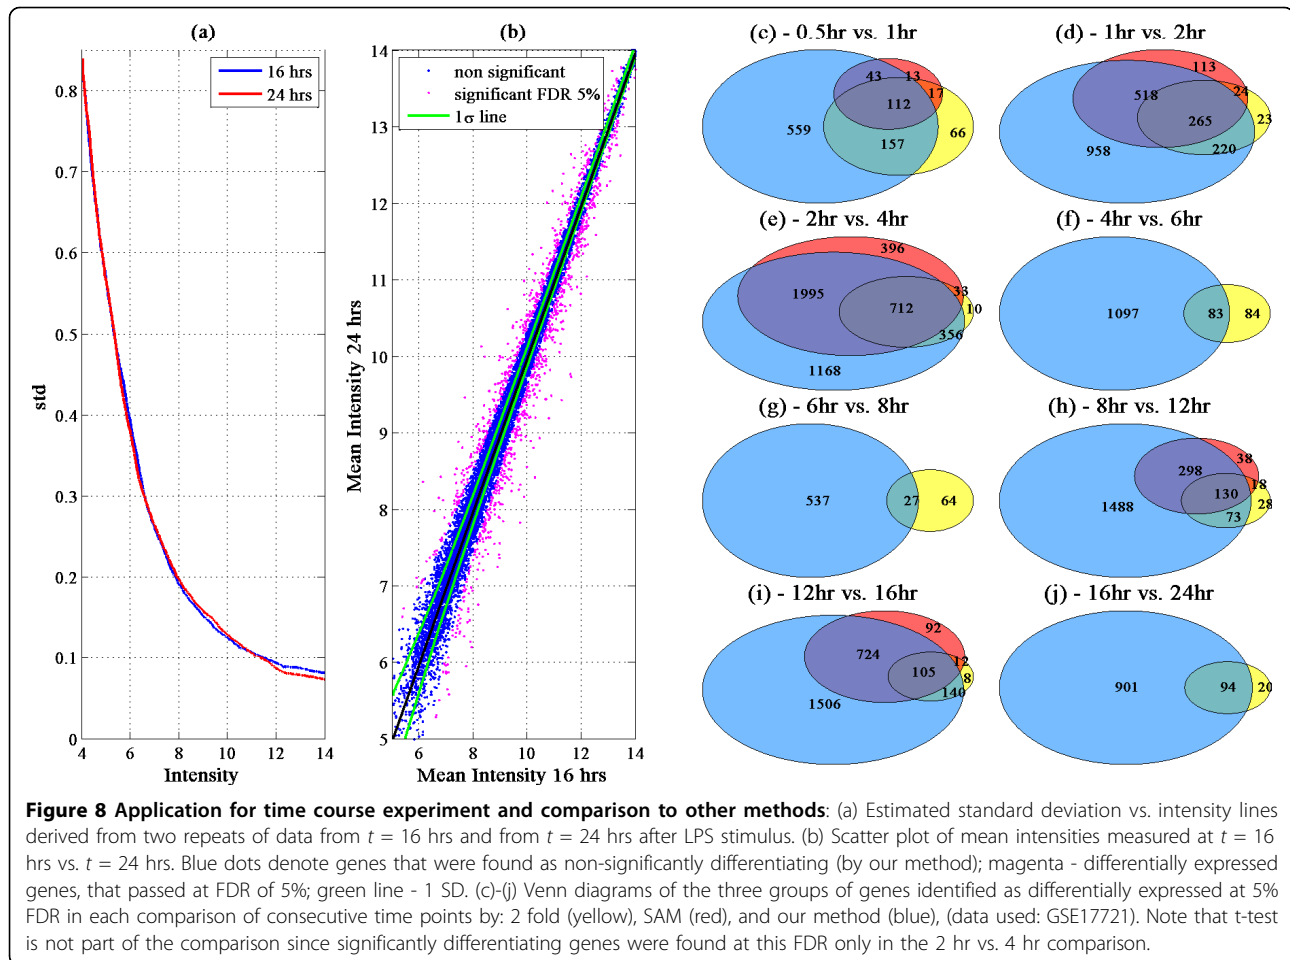 (a)
16 hrs
24 hrs
0.8
0.7
0.6
0.5
0.4
0.3
0.2
0.1
0
std
4 6 8 10 12 14
Intensity
(b)
non significant
significant FDR 5%
1σ line
14
13
12
11
10
9
8
7
6
5
Mean Intensity 24 hrs
6 8 10 12 14
Mean Intensity 16 hrs
(c) - 0.5hr vs. 1hr
43 13
17
112
559 66
157
(d) - 1hr vs. 2hr
113
518 24
265 23
958 220
(e) - 2hr vs. 4hr
396
1995 33
712 10
356
1168
(f) - 4hr vs. 6hr
1097 83 84
(g) - 6hr vs. 8hr
537 27 64
(h) - 8hr vs. 12hr
38
298 18
130
1488 28
73
(i) - 12hr vs. 16hr
92
724 12
105 8
140
1506
(j) - 16hr vs. 24hr
901 94 20
Figure 8 Application for time course experiment and comparison to other methods: (a) Estimated standard deviation vs. intensity lines
derived from two repeats of data from t = 16 hrs and from t = 24 hrs after LPS stimulus. (b) Scatter plot of mean intensities measured at t = 16
hrs vs. t = 24 hrs. Blue dots denote genes that were found as non-significantly differentiating (by our method); magenta - differentially expressed
genes, that passed at FDR of 5%; green line - 1 SD. (c)-(j) Venn diagrams of the three groups of genes identified as differentially expressed at 5%
FDR in each comparison of consecutive time points by: 2 fold (yellow), SAM (red), and our method (blue), (data used: GSE17721). Note that t-test
is not part of the comparison since significantly differentiating genes were found at this FDR only in the 2 hr vs. 4 hr comparison.